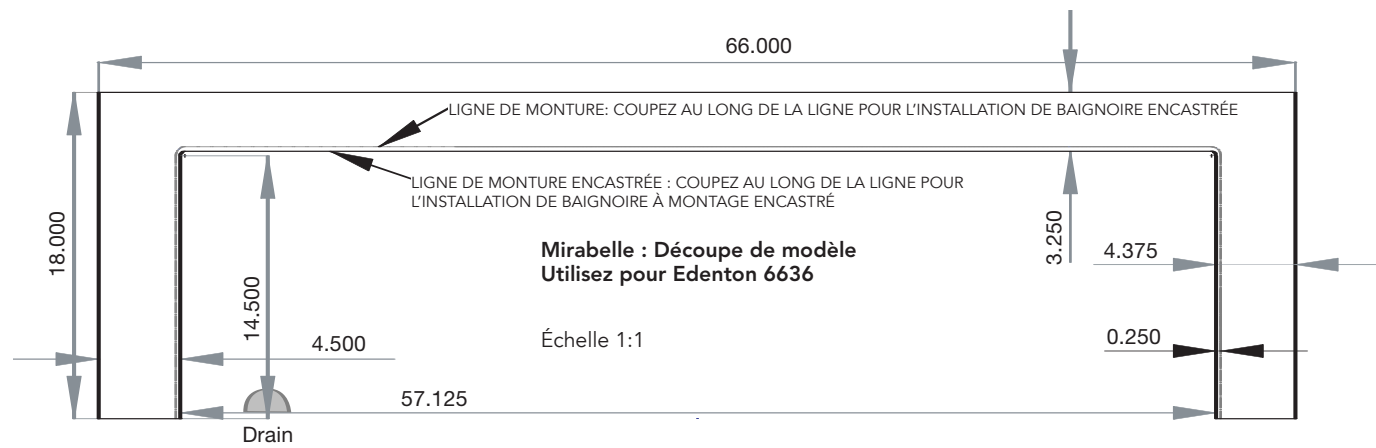 66.000
LIGNE DE MONTURE: COUPEZ AU LONG DE LA LIGNE POUR L'INSTALLATION DE BAIGNOIRE ENCASTRÉE
LIGNE DE MONTURE ENCASTRÉE : COUPEZ AU LONG DE LA LIGNE POUR
L'INSTALLATION DE BAIGNOIRE À MONTAGE ENCASTRÉ
18.000
3.250
Mirabelle : Découpe de modèle
4.375
Utilisez pour Edenton 6636
14.500
4.500
Échelle 1:1
0.250
57.125
Drain